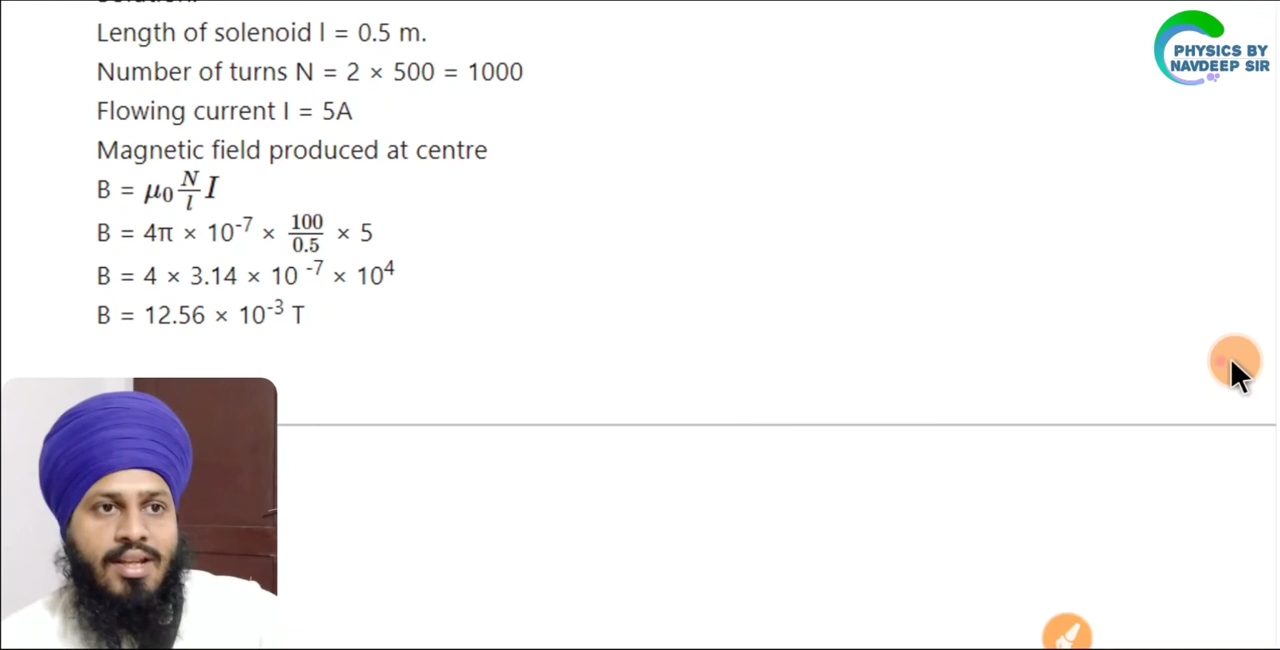 Length of solenoid l = 0.5 m.
PHYSICS BY
NAVDEEP SIR
Number of turns N = 2 × 500 = 1000
Flowing current I = 5A
Magnetic field produced at centre
B = μ₀ N/l I
B = 4π × 10⁻⁷ × 100/0.5 × 5
B = 4 × 3.14 × 10 ⁻⁷ × 10⁴
B = 12.56 × 10⁻³ T